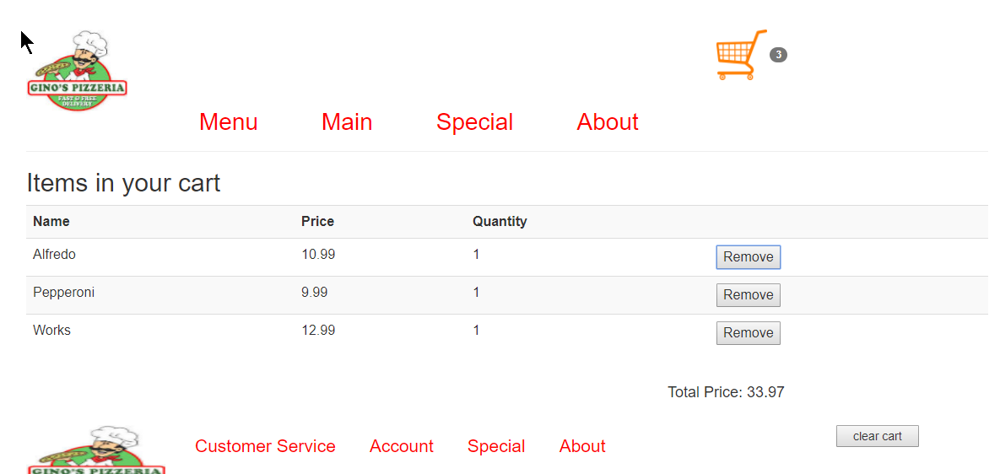 GINO'S PIZZERIA
FAST & FREE
DELIVERY
3
Menu Main Special About
Items in your cart
Name Price Quantity
Alfredo 10.99 1 Remove
Pepperoni 9.99 1 Remove
Works 12.99 1 Remove
Total Price: 33.97
Customer Service Account Special About
clear cart
GINO'S PIZZERIA